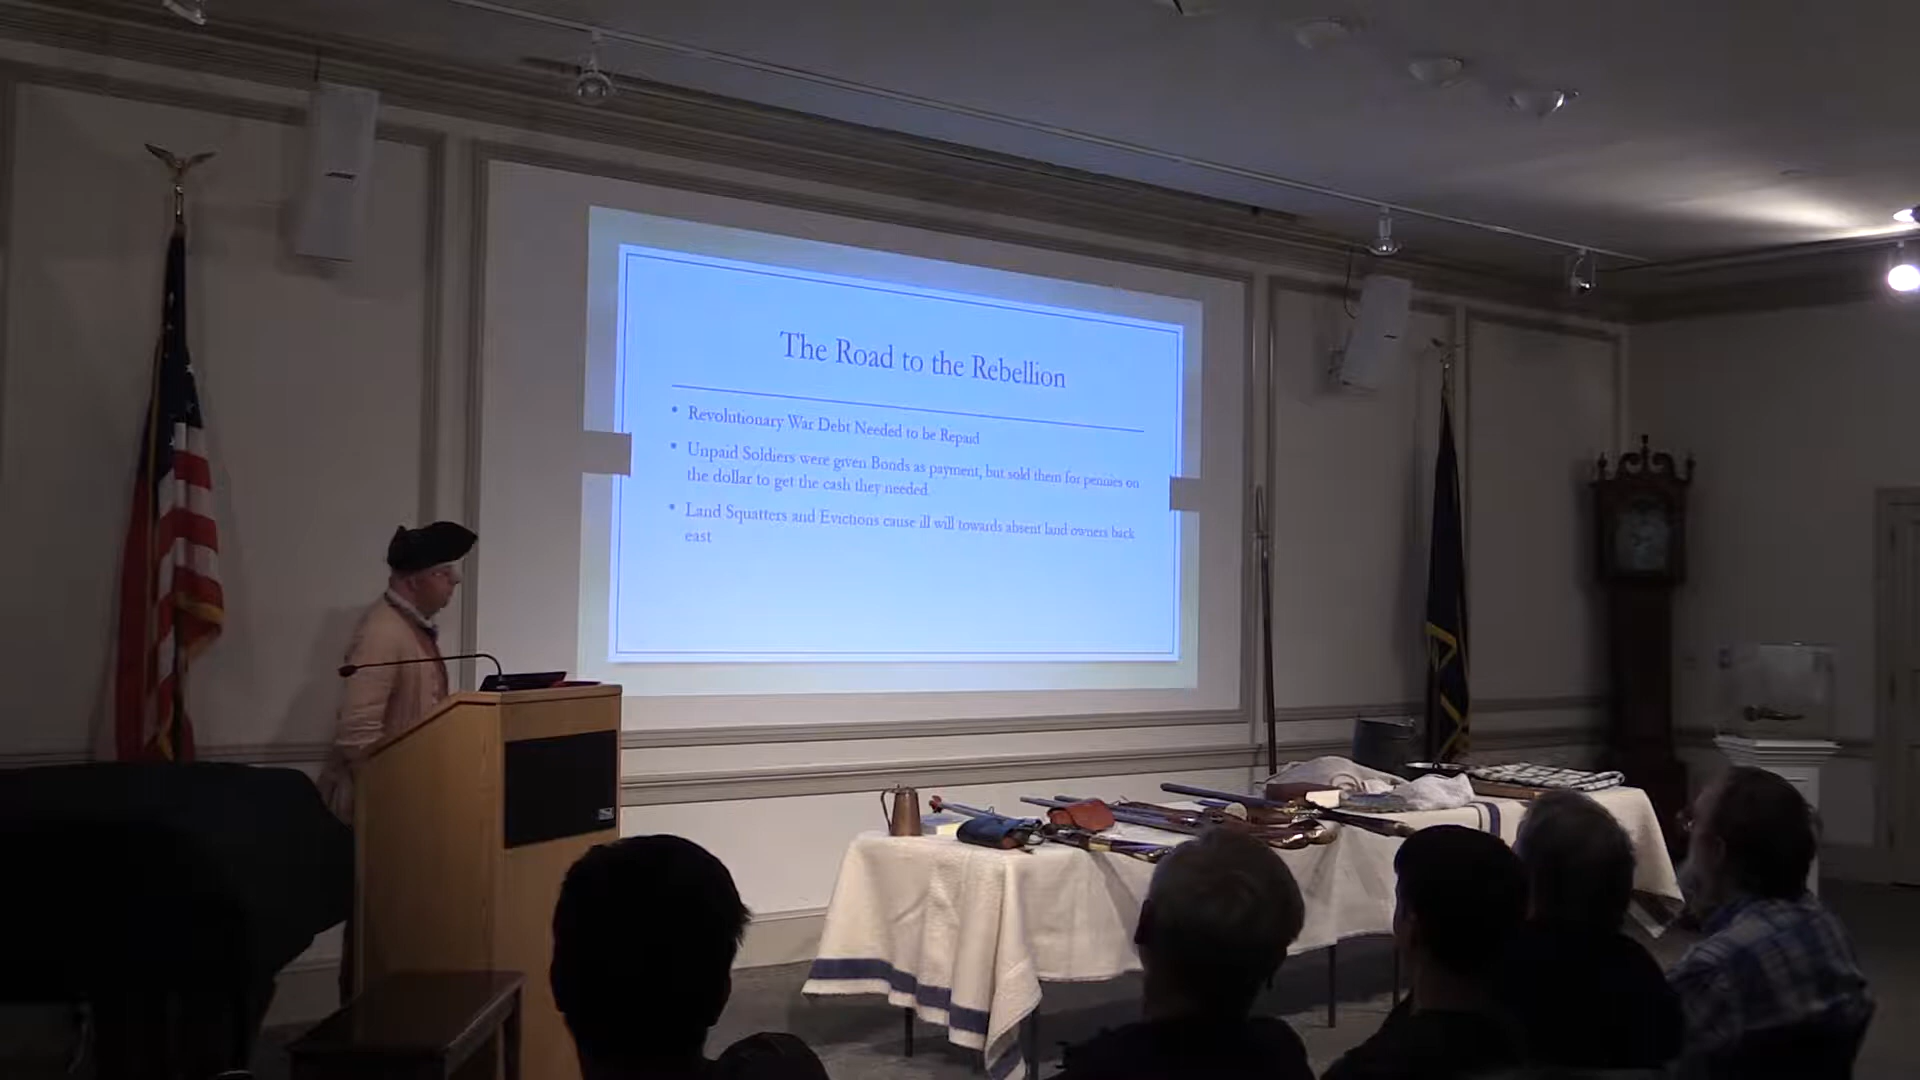 The Road to the Rebellion
• Revolutionary War Debt Needed to be Repaid
• Unpaid Soldiers were given Bonds as payment, but sold them for pennies on
the dollar to get the cash they needed
• Land Squatters and Evictions cause ill will towards absent land owners back
east